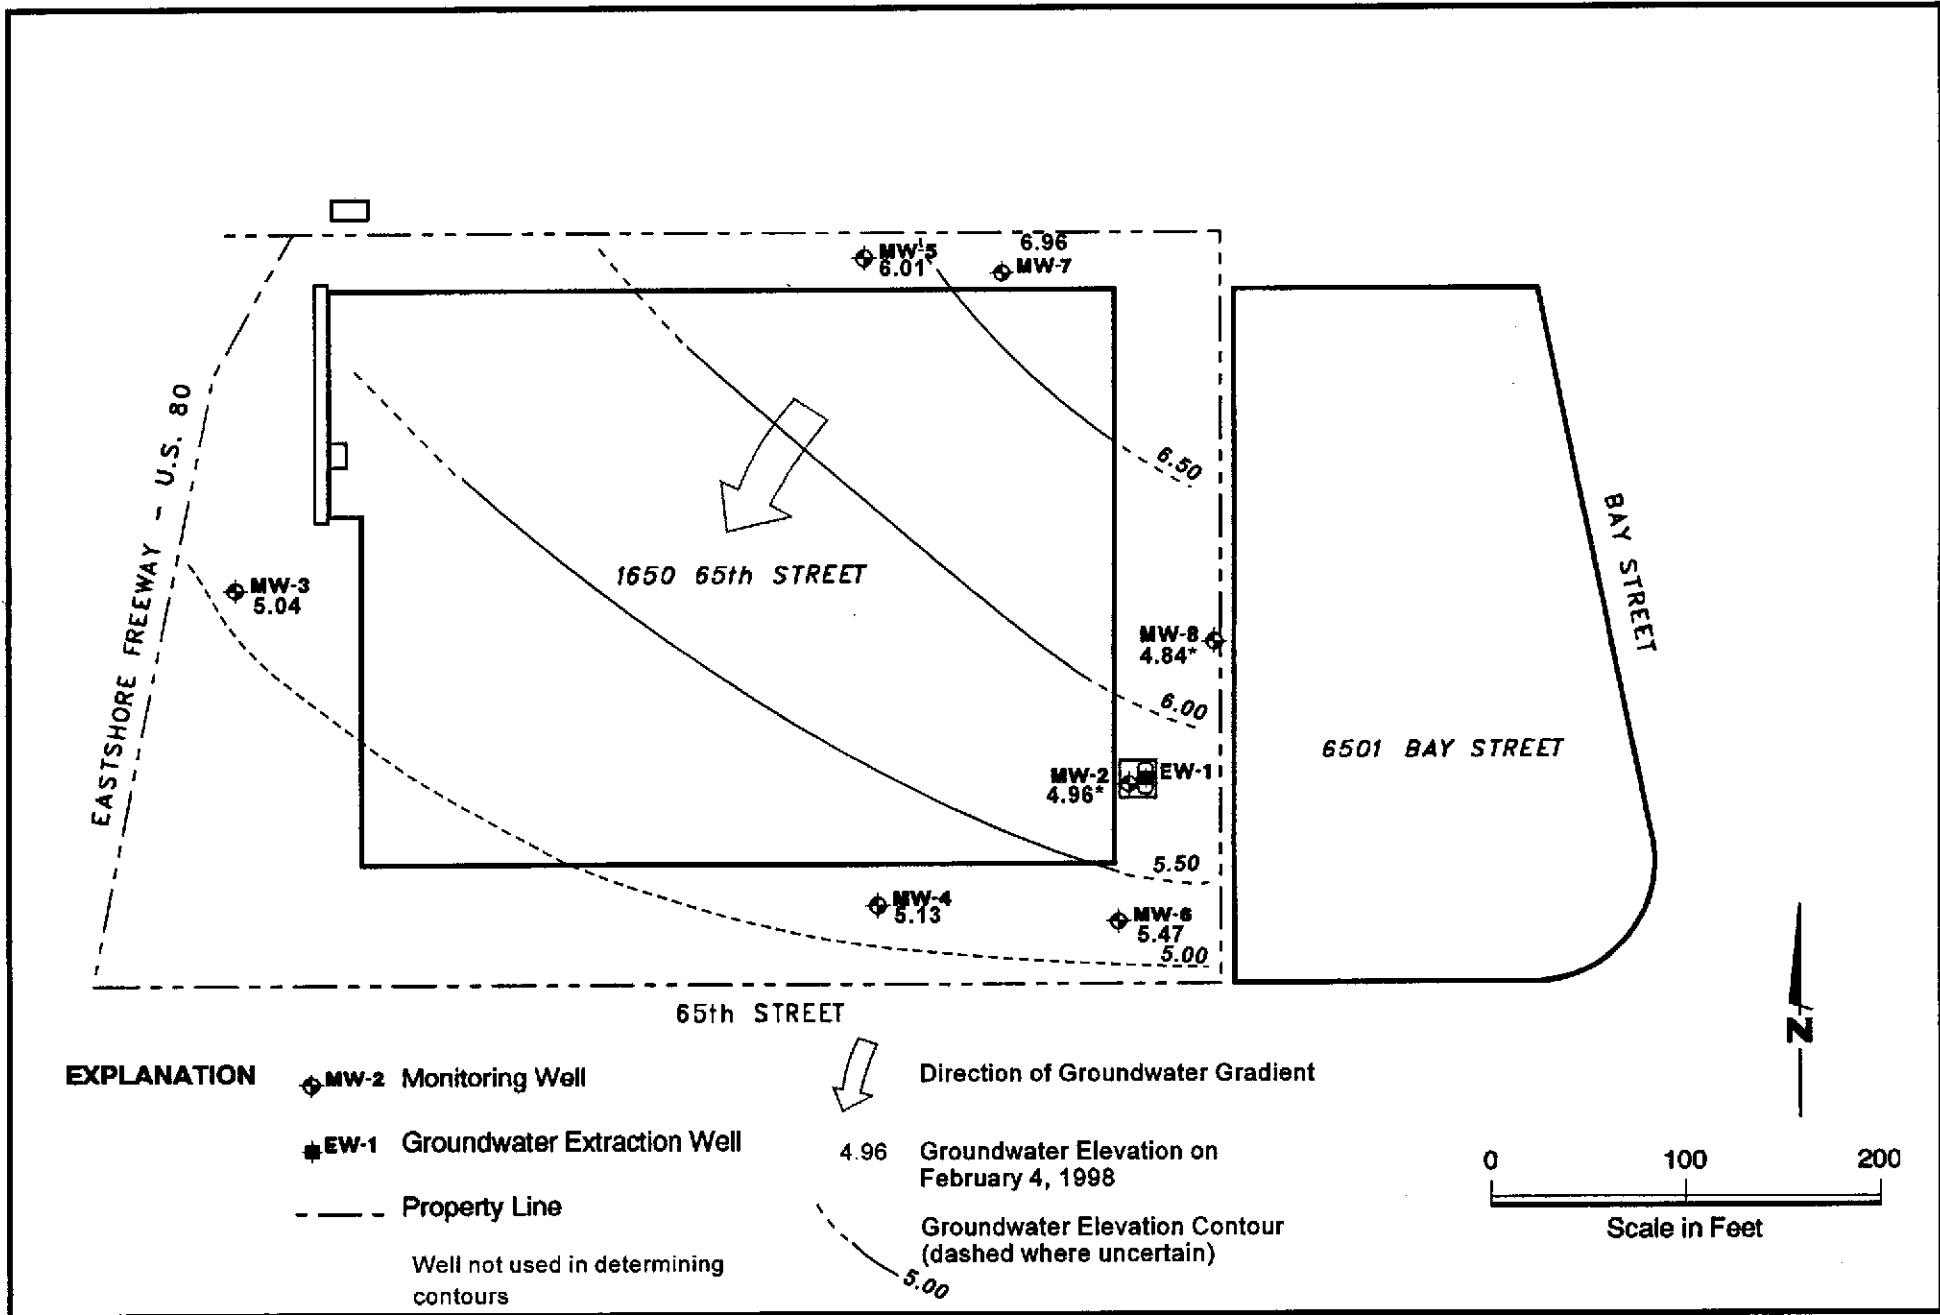 MW-5
6.01
6.96
MW-7
EASTSHORE FREEWAY - U.S. 80
6.50
1650 65th STREET
BAY STREET
MW-3
5.04
MW-8
4.84*
6.00
6501 BAY STREET
MW-2
4.96*
EW-1
5.50
MW-4
5.13
MW-6
5.47
5.00
65th STREET
N
EXPLANATION
MW-2 Monitoring Well
EW-1 Groundwater Extraction Well
Property Line
Well not used in determining
contours
Direction of Groundwater Gradient
4.96 Groundwater Elevation on
February 4, 1998
Groundwater Elevation Contour
(dashed where uncertain)
5.00
0 100 200
Scale in Feet